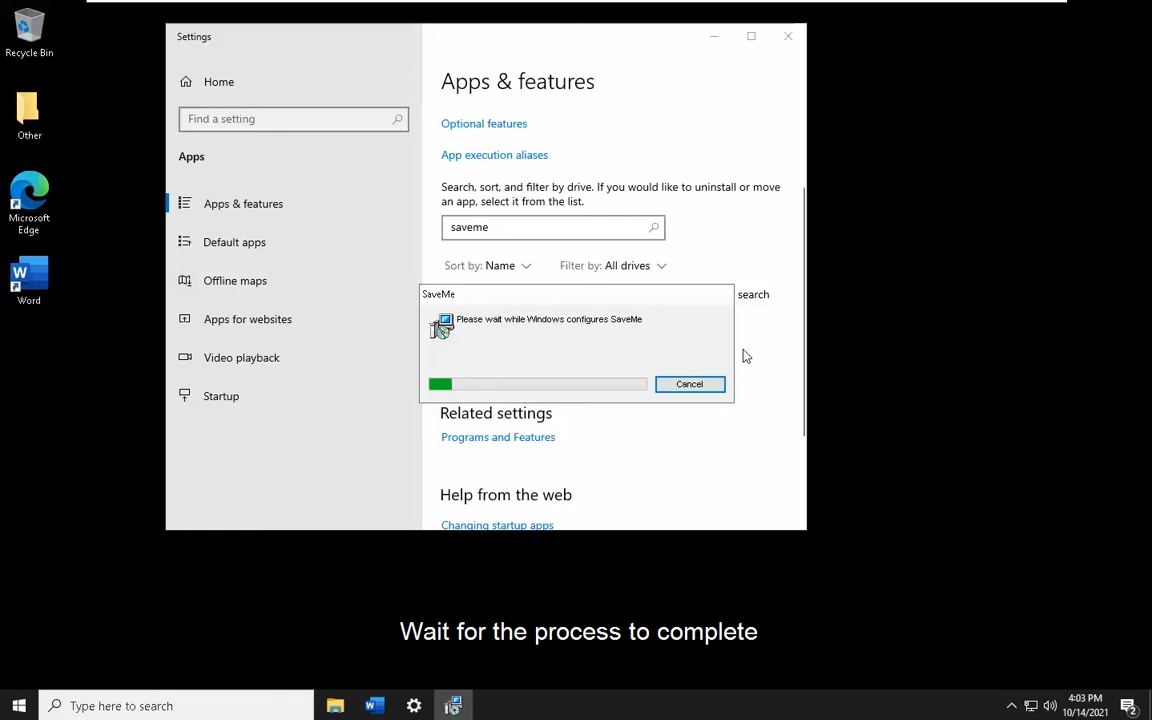 Recycle Bin
Other
Microsoft
Edge
Word
Settings
Home
Find a setting
Apps
Apps & features
Default apps
Offline maps
Apps for websites
Video playback
Startup
Apps & features
Optional features
App execution aliases
Search, sort, and filter by drive. If you would like to uninstall or move
an app, select it from the list.
saveme
Sort by: Name
Filter by: All drives
search
SaveMe
Please wait while Windows configures SaveMe
Cancel
Related settings
Programs and Features
Help from the web
Changing startup apps
Wait for the process to complete
Type here to search
4:03 PM
10/14/2021
2